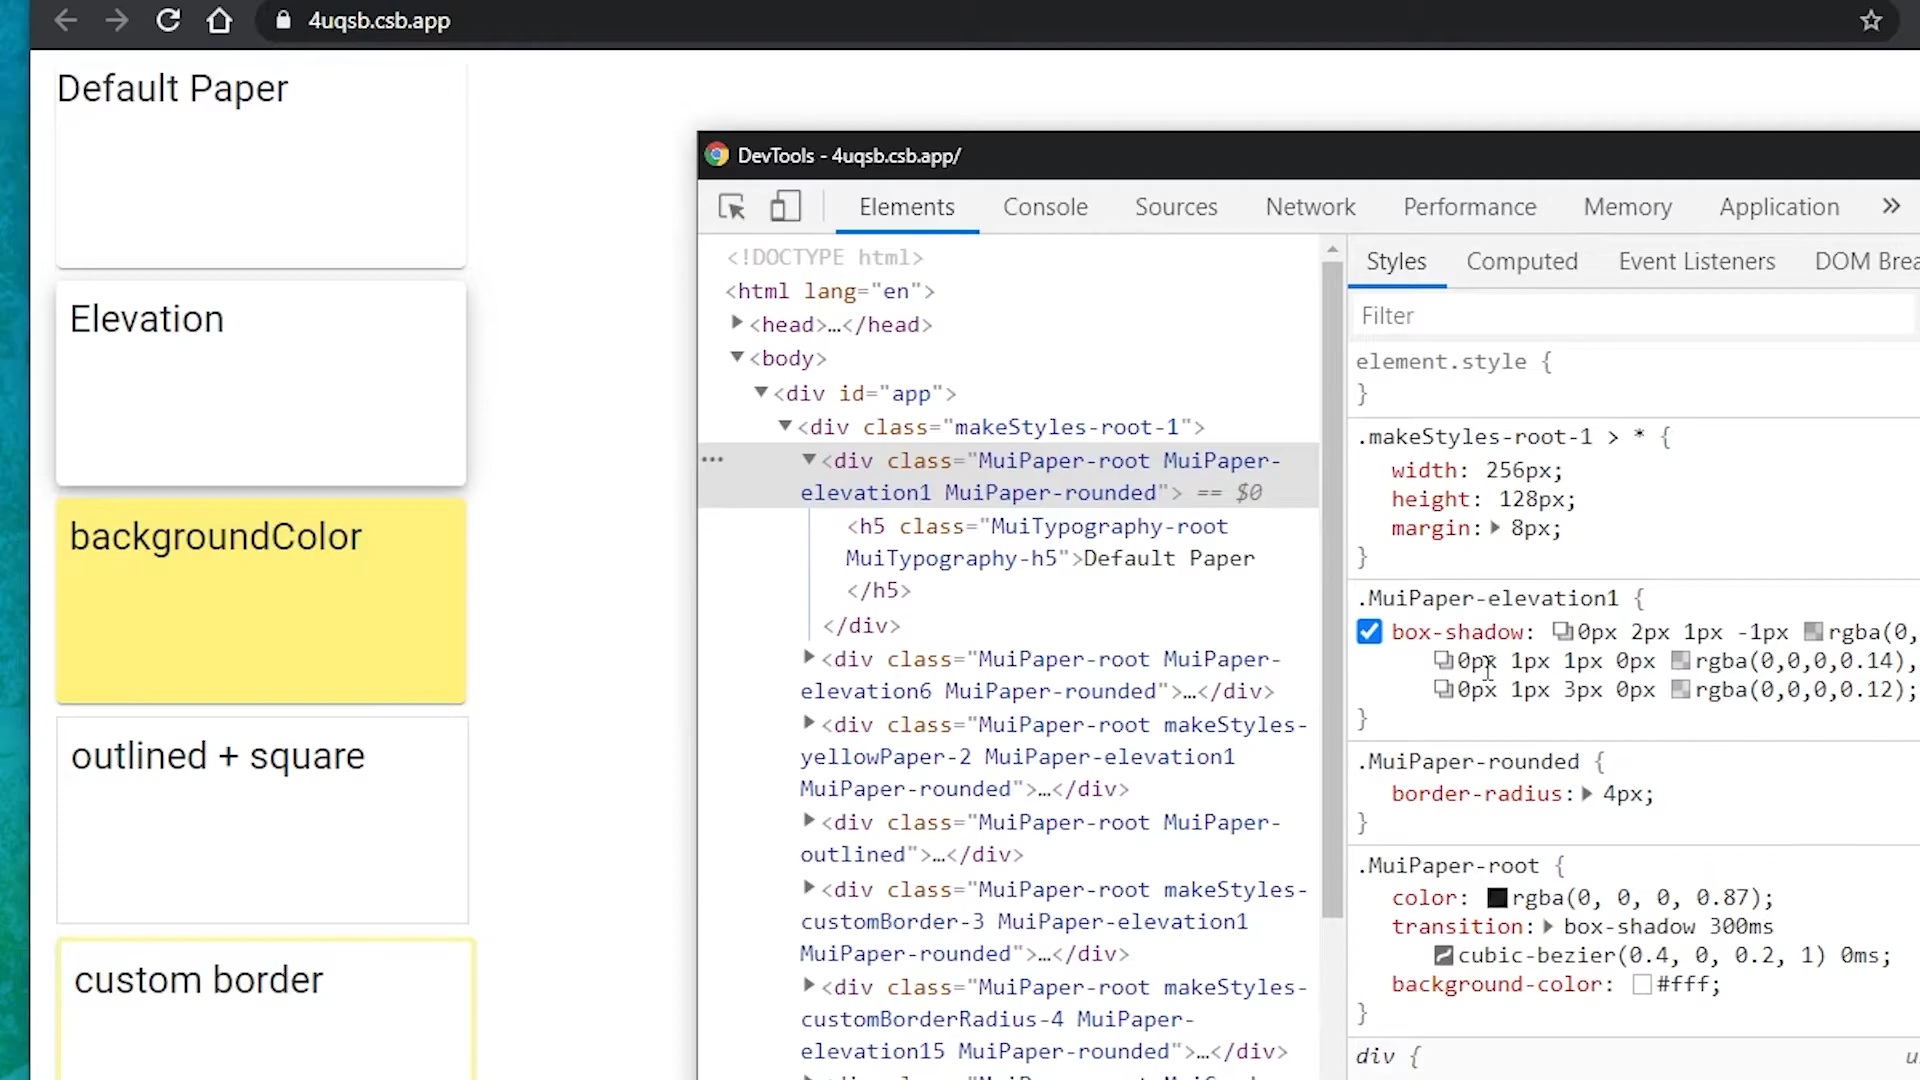 4uqsb.csb.app
Default Paper
Elevation
backgroundColor
outlined + square
custom border
DevTools - 4uqsb.csb.app/
Elements Console Sources Network Performance Memory Application »
<!DOCTYPE html>
<html lang="en">
<head>…</head>
<body>
<div id="app">
<div class="makeStyles-root-1">
<div class="MuiPaper-root MuiPaper-
elevation1 MuiPaper-rounded"> == $0
<h5 class="MuiTypography-root
MuiTypography-h5">Default Paper
</h5>
</div>
<div class="MuiPaper-root MuiPaper-
elevation6 MuiPaper-rounded">…</div>
<div class="MuiPaper-root makeStyles-
yellowPaper-2 MuiPaper-elevation1
MuiPaper-rounded">…</div>
<div class="MuiPaper-root MuiPaper-
outlined">…</div>
<div class="MuiPaper-root makeStyles-
customBorder-3 MuiPaper-elevation1
MuiPaper-rounded">…</div>
<div class="MuiPaper-root makeStyles-
customBorderRadius-4 MuiPaper-
elevation15 MuiPaper-rounded">…</div>
Styles Computed Event Listeners DOM Brea
Filter
element.style {
}
.makeStyles-root-1 > * {
width: 256px;
height: 128px;
margin: 8px;
}
.MuiPaper-elevation1 {
box-shadow: 0px 2px 1px -1px rgba(0,
0px 1px 1px 0px rgba(0,0,0,0.14),
0px 1px 3px 0px rgba(0,0,0,0.12);
}
.MuiPaper-rounded {
border-radius: 4px;
}
.MuiPaper-root {
color: rgba(0, 0, 0, 0.87);
transition: box-shadow 300ms
cubic-bezier(0.4, 0, 0.2, 1) 0ms;
background-color: #fff;
}
div {